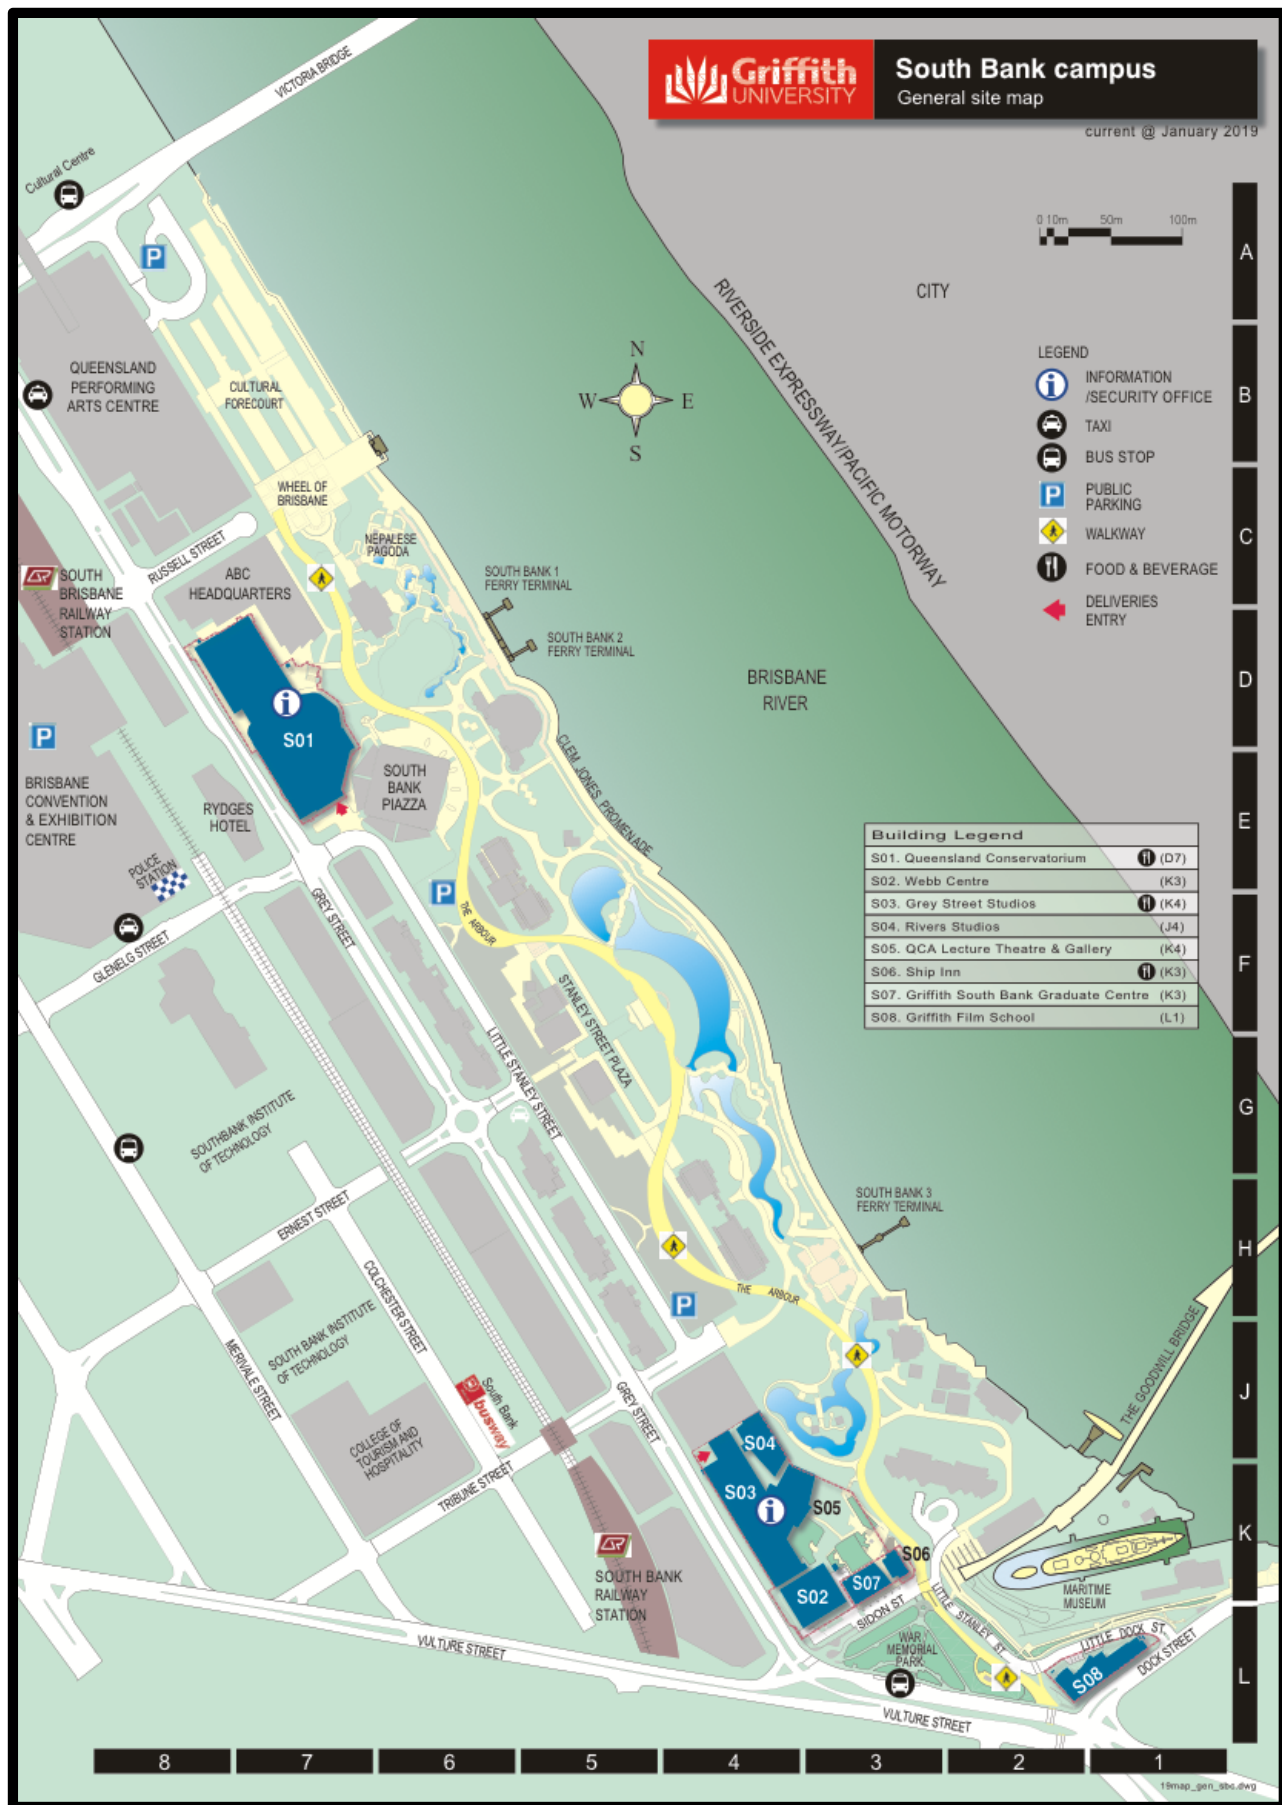 Griffith
UNIVERSITY
South Bank campus
General site map
current @ January 2019
VICTORIA BRIDGE
Cultural Centre
P
0 10m 50m 100m
A
CITY
RIVERSIDE EXPRESSWAY/PACIFIC MOTORWAY
N
W E
S
LEGEND
INFORMATION
/SECURITY OFFICE
TAXI
BUS STOP
P
PUBLIC
PARKING
WALKWAY
FOOD & BEVERAGE
DELIVERIES
ENTRY
B
C
D
E
F
G
H
J
K
L
QUEENSLAND
PERFORMING
ARTS CENTRE
CULTURAL
FORECOURT
WHEEL OF
BRISBANE
NEPALESE
PAGODA
RUSSELL STREET
SOUTH
BRISBANE
RAILWAY
STATION
ABC
HEADQUARTERS
SOUTH BANK 1
FERRY TERMINAL
SOUTH BANK 2
FERRY TERMINAL
BRISBANE
RIVER
CLEM JONES PROMENADE
S01
P
BRISBANE
CONVENTION
& EXHIBITION
CENTRE
RYDGES
HOTEL
SOUTH
BANK
PIAZZA
POLICE
STATION
P
GREY STREET
THE ARBOUR
GLENELG STREET
STANLEY STREET PLAZA
LITTLE STANLEY STREET
Building Legend
S01. Queensland Conservatorium (D7)
S02. Webb Centre (K3)
S03. Grey Street Studios (K4)
S04. Rivers Studios (J4)
S05. QCA Lecture Theatre & Gallery (K4)
S06. Ship Inn (K3)
S07. Griffith South Bank Graduate Centre (K3)
S08. Griffith Film School (L1)
SOUTHBANK INSTITUTE
OF TECHNOLOGY
ERNEST STREET
COLCHESTER STREET
SOUTH BANK 3
FERRY TERMINAL
THE ARBOUR
P
SOUTH BANK INSTITUTE
OF TECHNOLOGY
MERIVALE STREET
THE GOODWILL BRIDGE
GREY STREET
South Bank
busway
COLLEGE OF
TOURISM AND
HOSPITALITY
TRIBUNE STREET
S04
S03
S05
S06
S07
S02
SOUTH BANK
RAILWAY
STATION
SIDON ST
LITTLE STANLEY ST
MARITIME
MUSEUM
WAR
MEMORIAL
PARK
LITTLE DOCK ST
DOCK STREET
S08
VULTURE STREET
VULTURE STREET
8 7 6 5 4 3 2 1
19map_gen_sbc.dwg